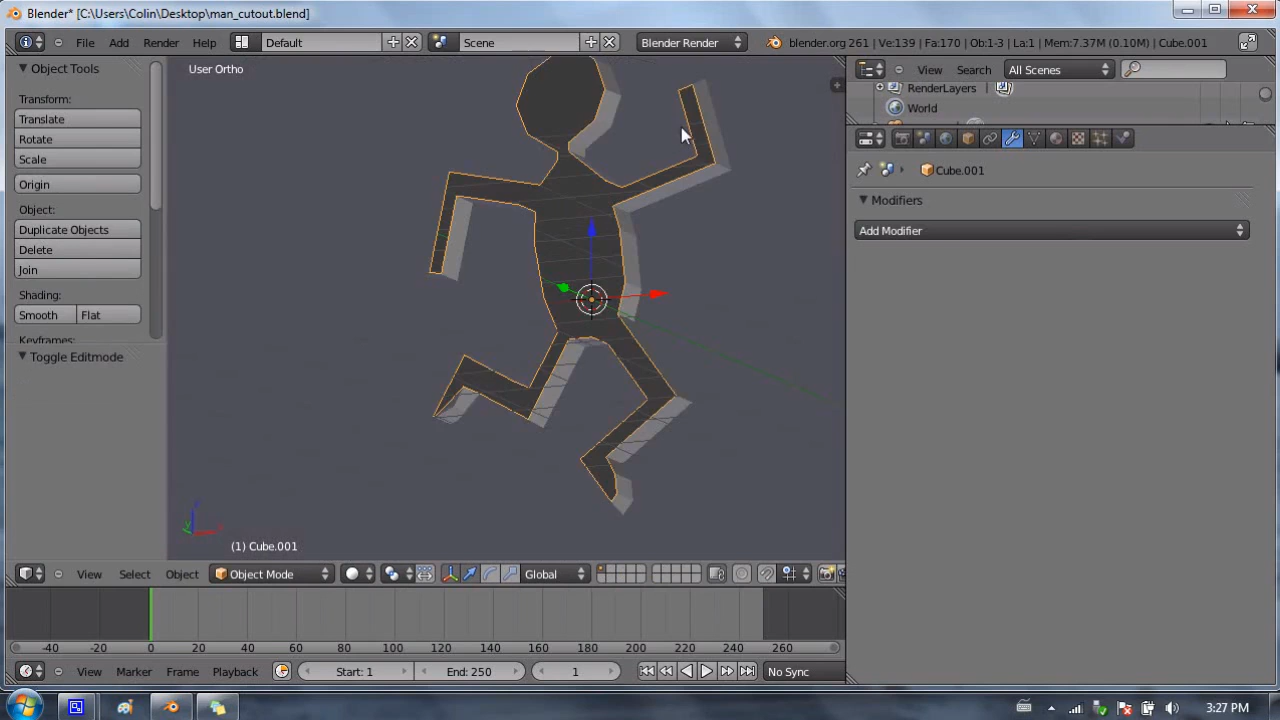 Blender* [C:\Users\Colin\Desktop\man_cutout.blend]
File Add Render Help Default Scene Blender Render blender.org 261 | Ve:139 | Fa:170 | Ob:1-3 | La:1 | Mem:7.37M (0.10M) | Cube.001
Object Tools
Transform:
Translate
Rotate
Scale
Origin
Object:
Duplicate Objects
Delete
Join
Shading:
Smooth Flat
Keyframes:
Toggle Editmode
User Ortho
(1) Cube.001
View Search All Scenes
RenderLayers
World
Cube.001
Modifiers
Add Modifier
View Select Object Object Mode Global
-40 -20 0 20 40 60 80 100 120 140 160 180 200 220 240 260 280
View Marker Frame Playback Start: 1 End: 250 1 No Sync
3:27 PM